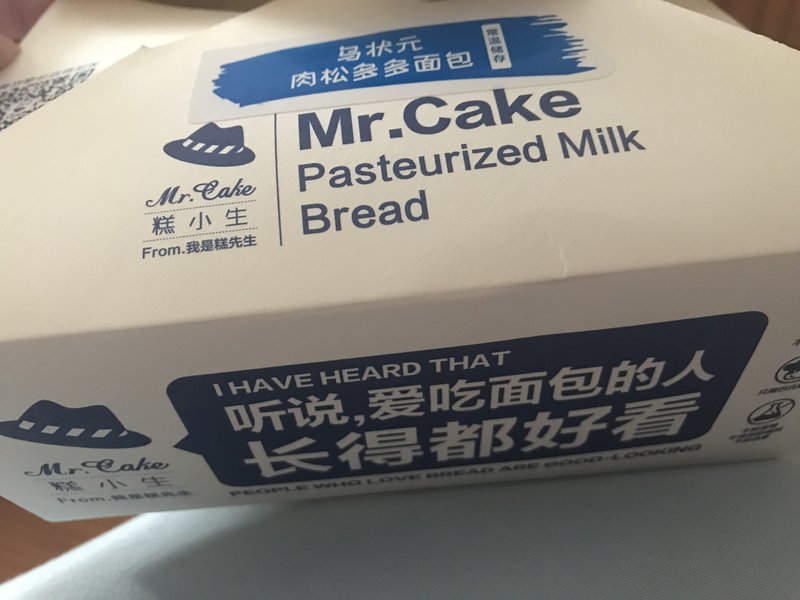 乌状元
肉松多多面包
常温储存
Mr.Cake
Pasteurized Milk
Bread
Mr.Cake
糕小生
From.我是糕先生
I HAVE HEARD THAT
听说,爱吃面包的人
长得都好看
PEOPLE WHO LOVE BREAD ARE GOOD-LOOKING
Mr.Cake
糕小生
From.我是糕先生